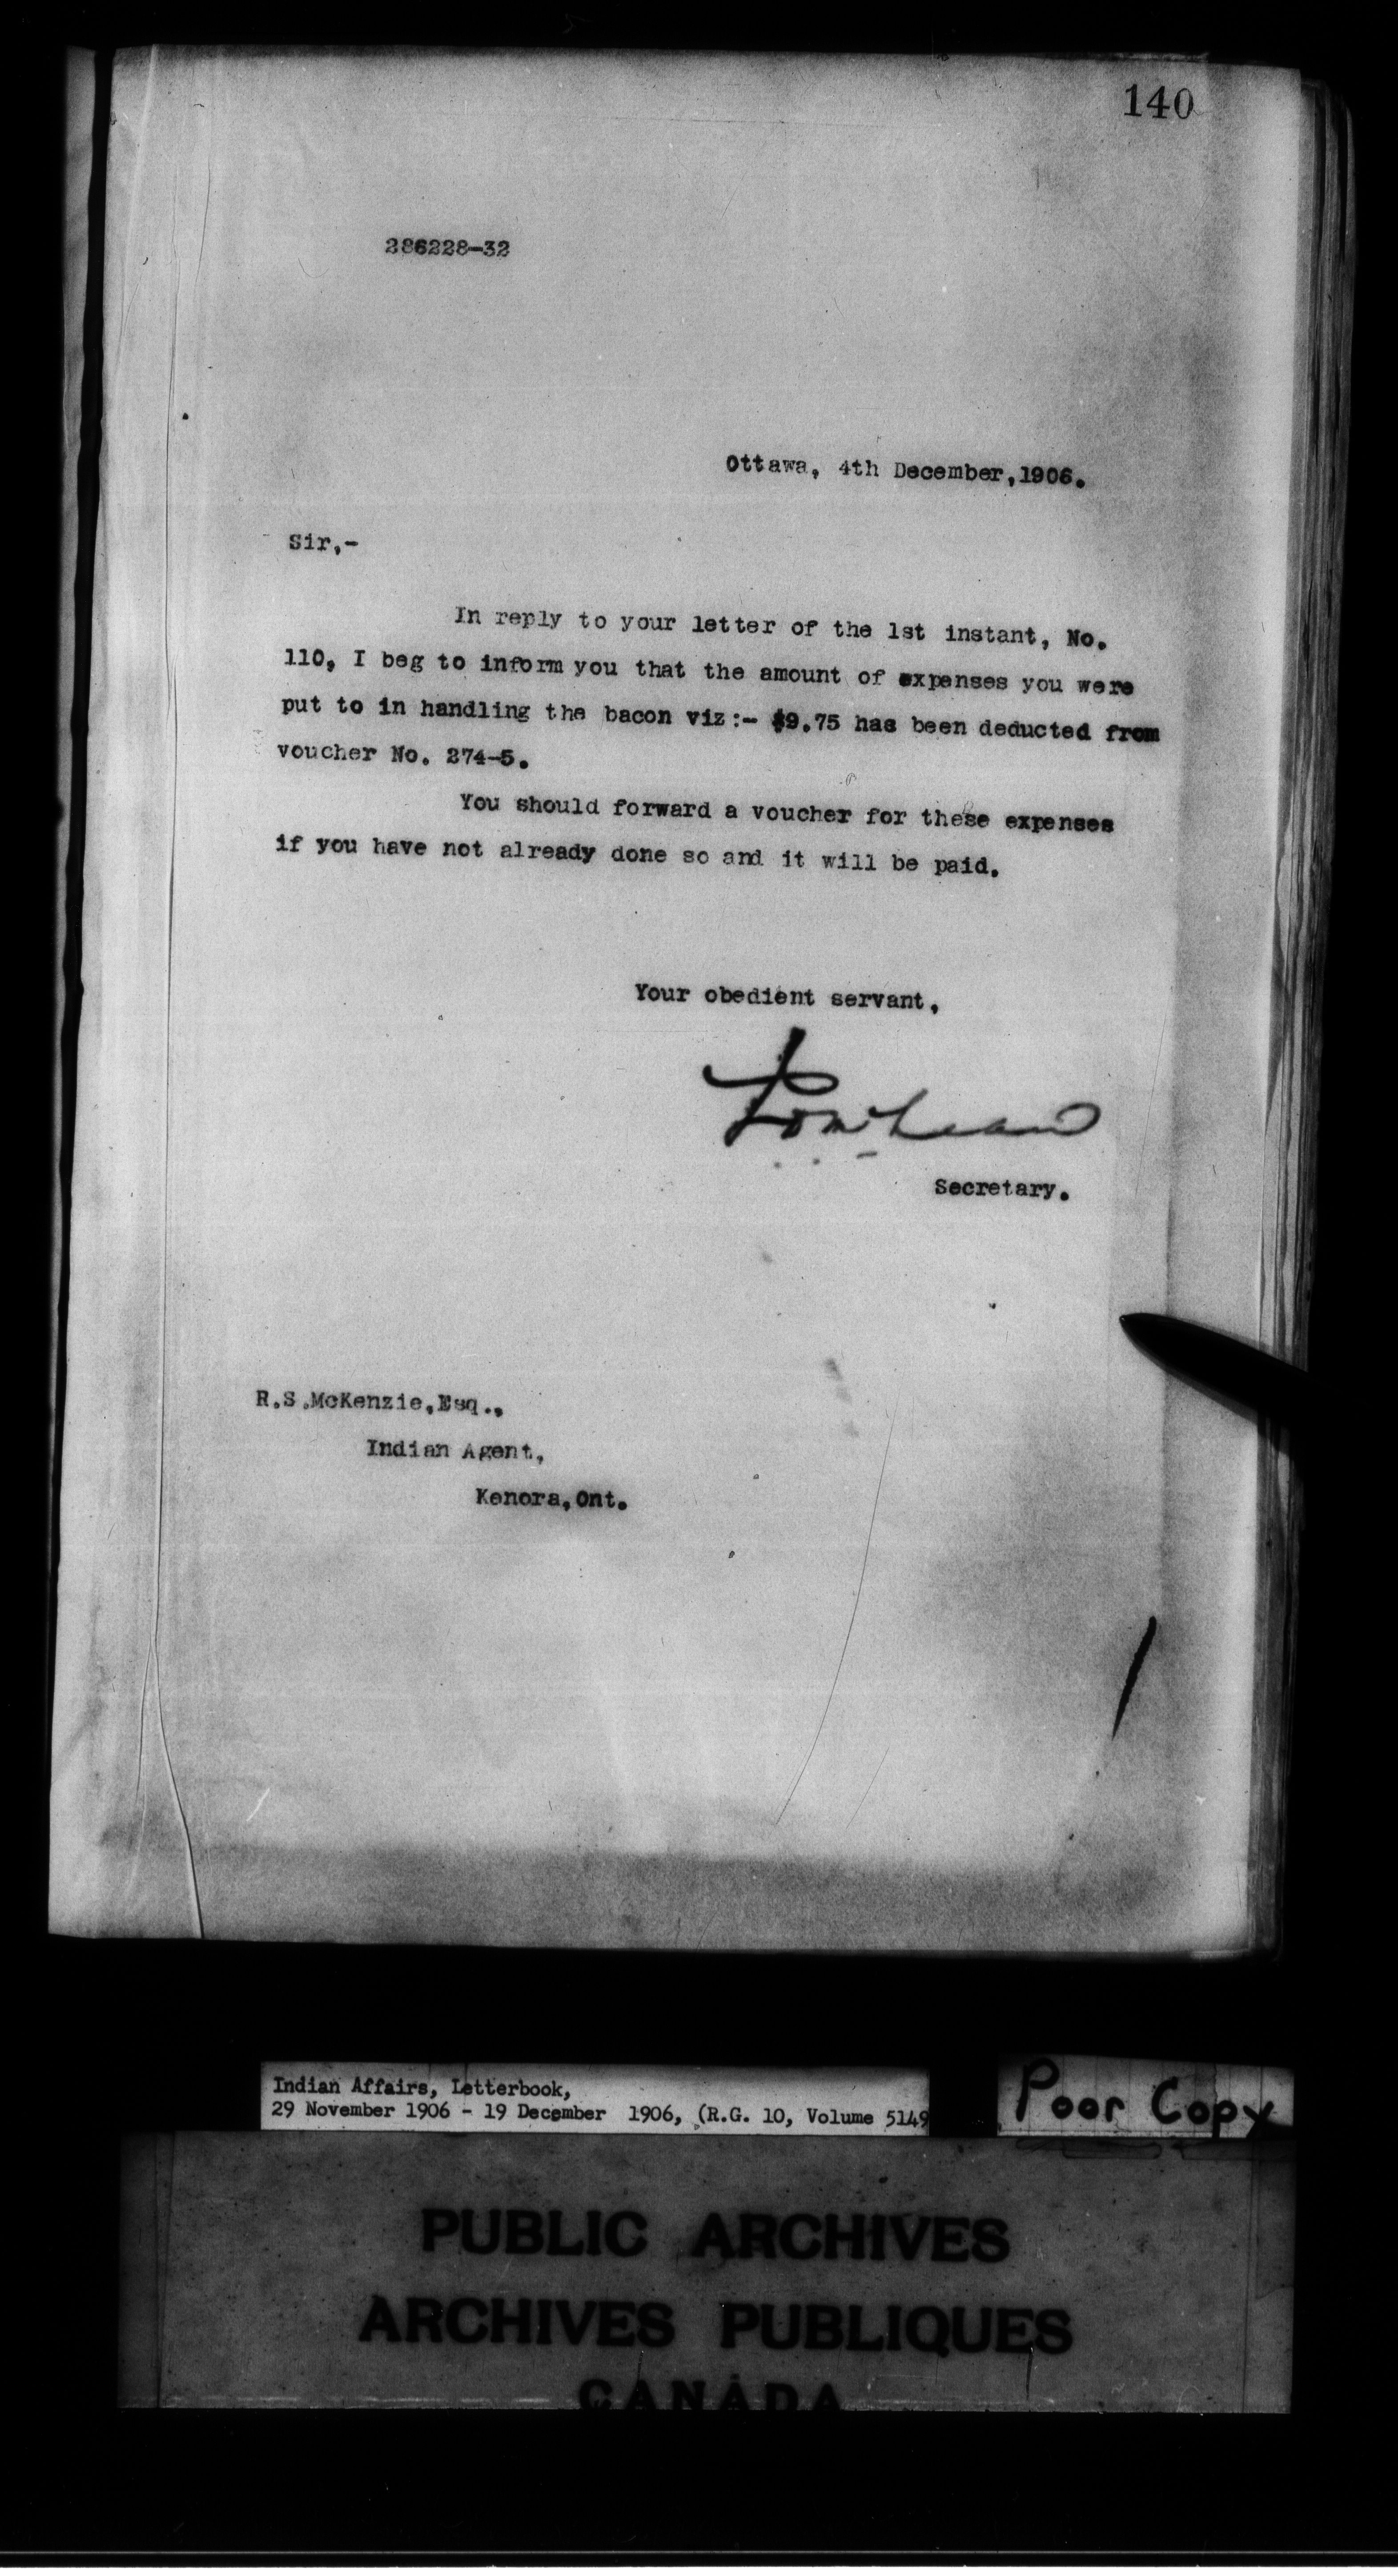 140
286228-32
Ottawa, 4th December, 1906.
Sir,-
In reply to your letter of the 1st instant, No.
110, I beg to inform you that the amount of expenses you were
put to in handling the bacon viz:- $9.75 has been deducted from
voucher No. 274-5.
You should forward a voucher for these expenses
if you have not already done so and it will be paid.
Your obedient servant,
Secretary.
R.S.McKenzie,Esq.,
Indian Agent,
Kenora,Ont.
Indian Affairs, Letterbook,
29 November 1906 - 19 December 1906, (R.G. 10, Volume 5149
Poor Copy
PUBLIC ARCHIVES
ARCHIVES PUBLIQUES
CANADA